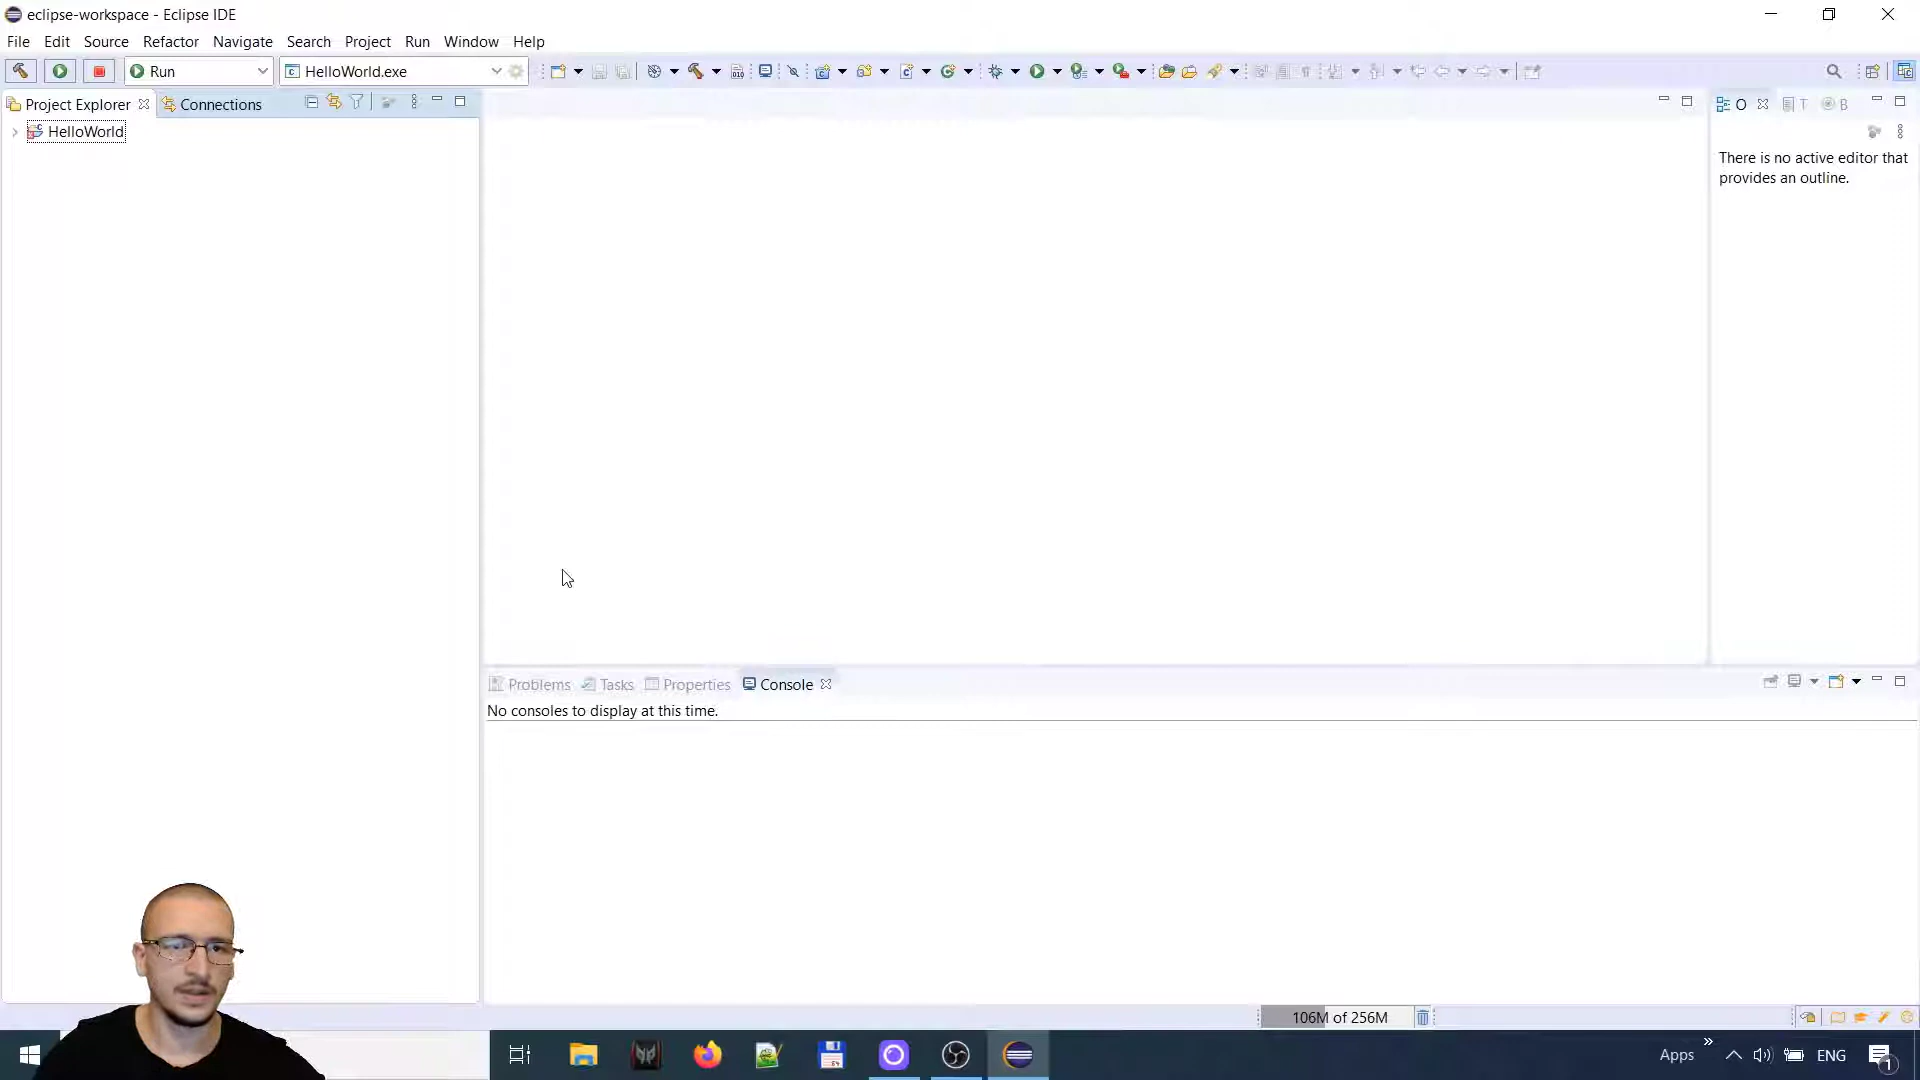 eclipse-workspace - Eclipse IDE
File Edit Source Refactor Navigate Search Project Run Window Help
Run HelloWorld.exe
Project Explorer Connections
O T B
HelloWorld
There is no active editor that
provides an outline.
Problems Tasks Properties Console
No consoles to display at this time.
106M of 256M
Apps ENG 1